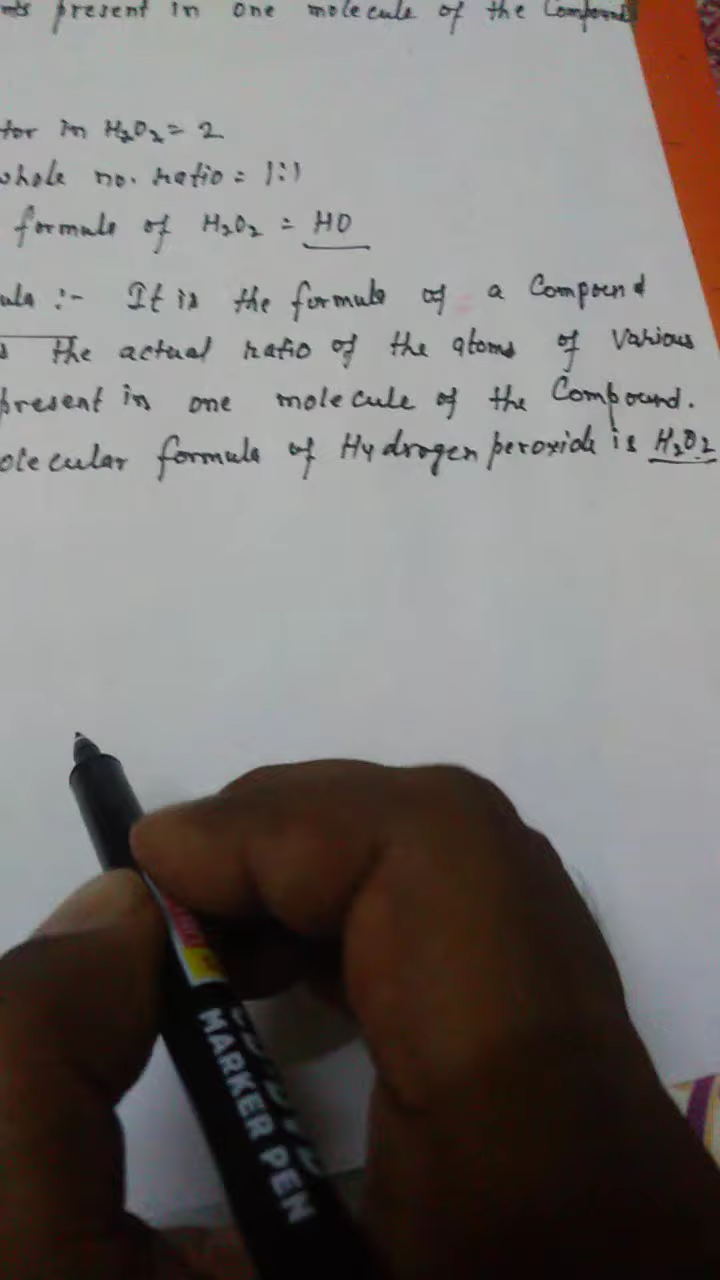 present in one molecule of the Compound
tor in H₂O₂ = 2
whole no. ratio = 1:1
formula of H₂O₂ = HO
ula :- It is the formula of a Compound
s the actual ratio of the atoms of Various
present in one molecule of the Compound.
olecular formula of Hydrogen peroxide is H₂O₂
MARKER PEN